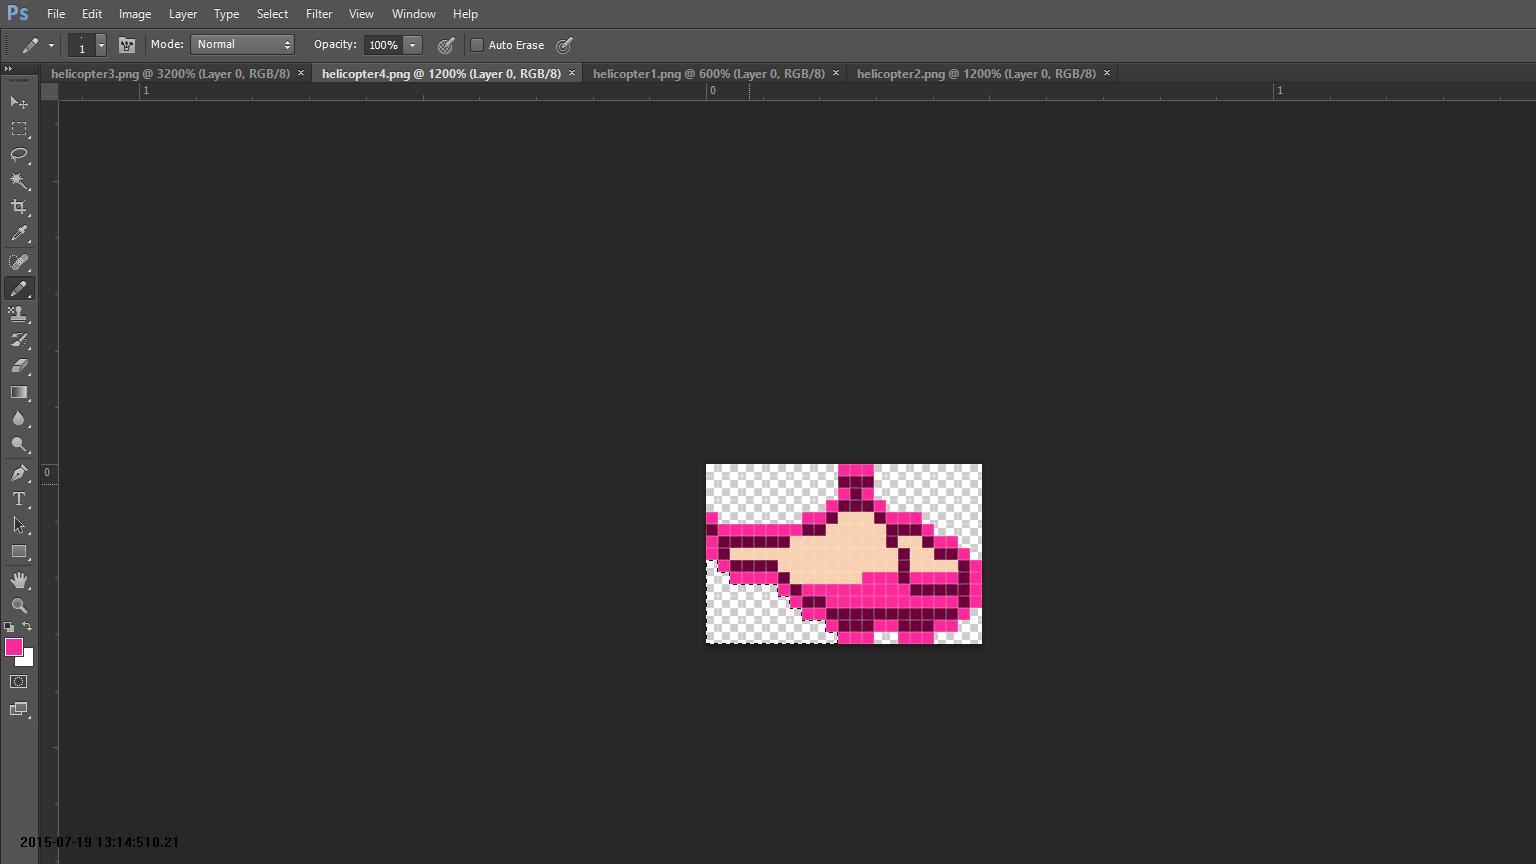 Ps File Edit Image Layer Type Select Filter View Window Help
1 Mode: Normal Opacity: 100% Auto Erase
helicopter3.png @ 3200% (Layer 0, RGB/8) × helicopter4.png @ 1200% (Layer 0, RGB/8) × helicopter1.png @ 600% (Layer 0, RGB/8) × helicopter2.png @ 1200% (Layer 0, RGB/8) ×
1 0 1
0
T
2015-07-19 13:14:510.21